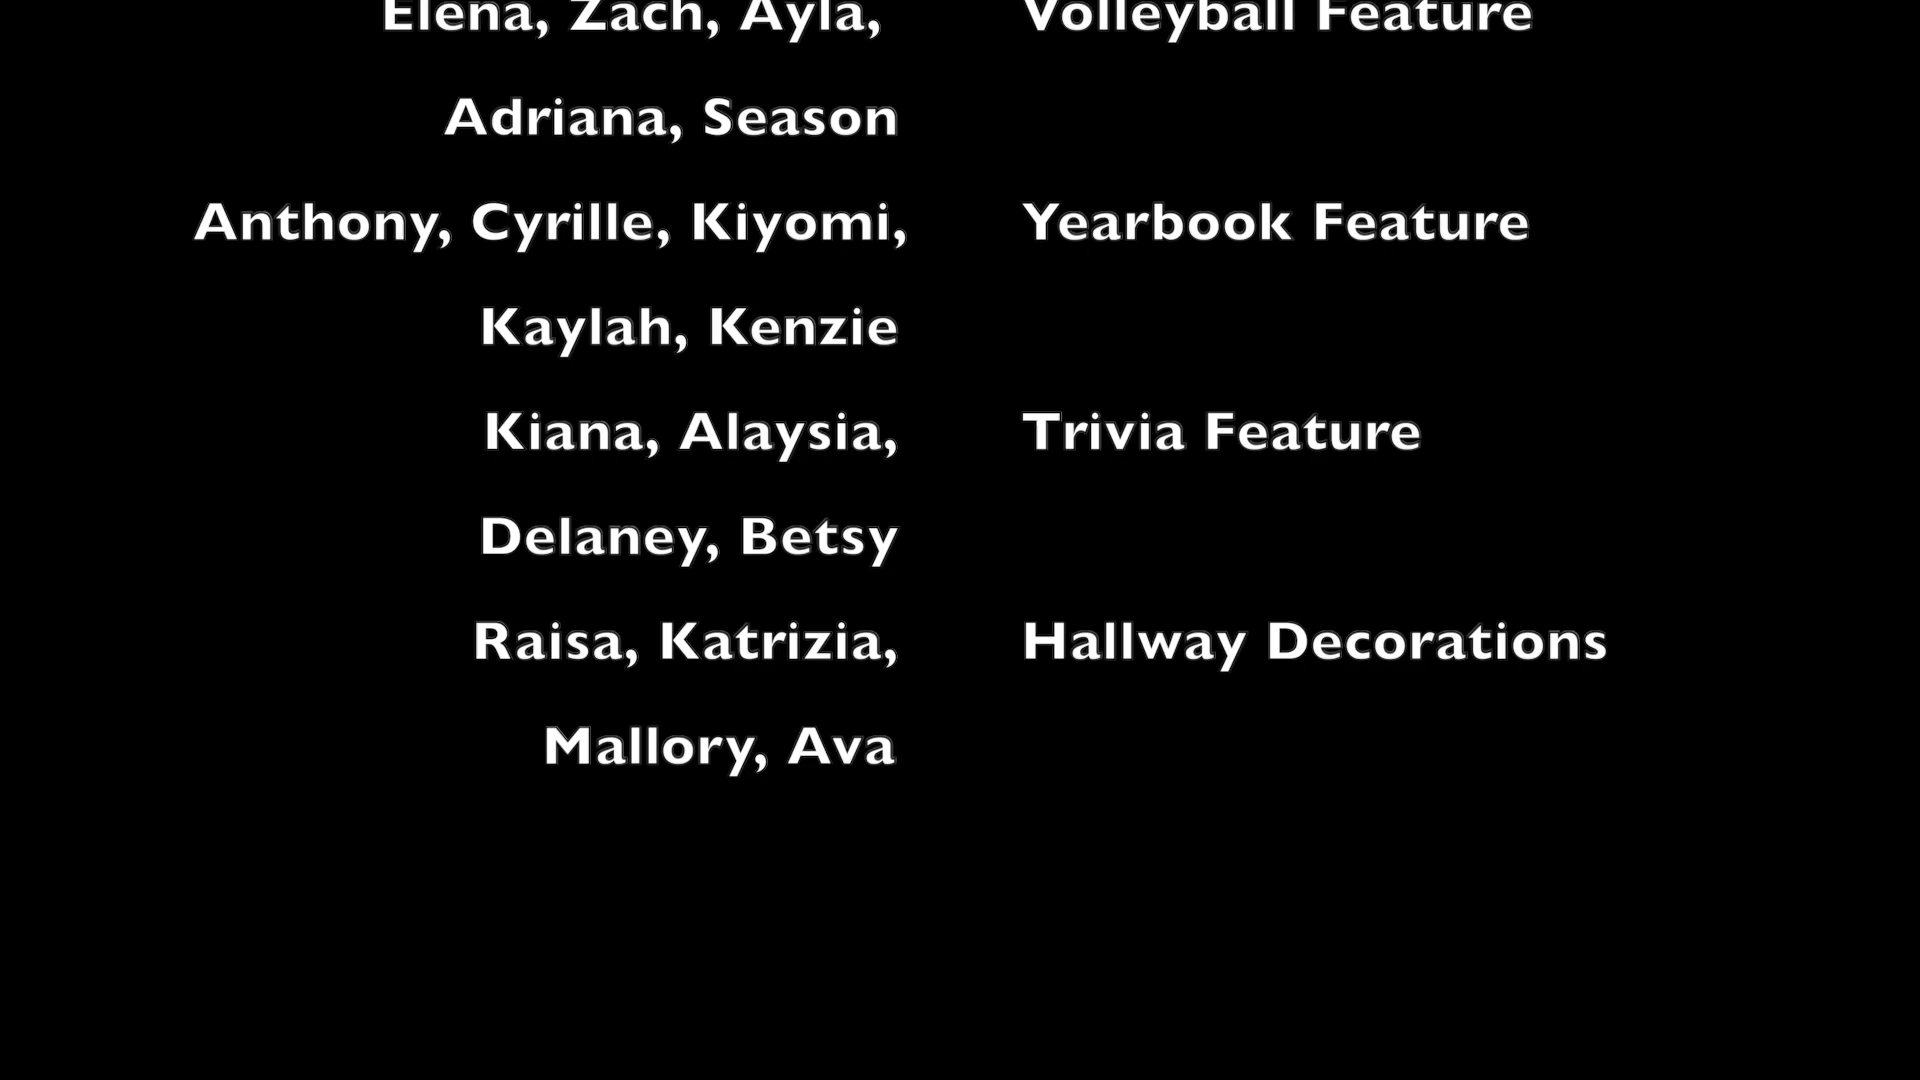 Elena, Zach, Ayla, Volleyball Feature
Adriana, Season
Anthony, Cyrille, Kiyomi, Yearbook Feature
Kaylah, Kenzie
Kiana, Alaysia, Trivia Feature
Delaney, Betsy
Raisa, Katrizia, Hallway Decorations
Mallory, Ava